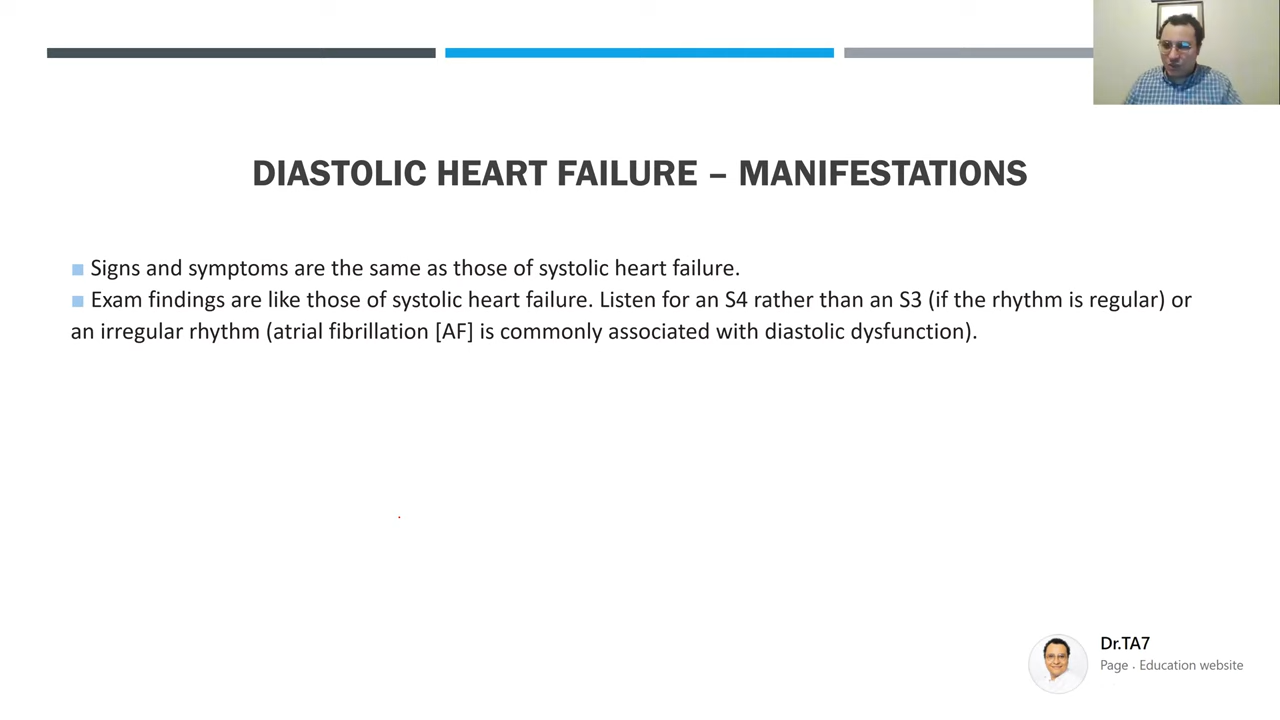 DIASTOLIC HEART FAILURE – MANIFESTATIONS
■ Signs and symptoms are the same as those of systolic heart failure.
■ Exam findings are like those of systolic heart failure. Listen for an S4 rather than an S3 (if the rhythm is regular) or
an irregular rhythm (atrial fibrillation [AF] is commonly associated with diastolic dysfunction).
Dr.TA7
Page · Education website